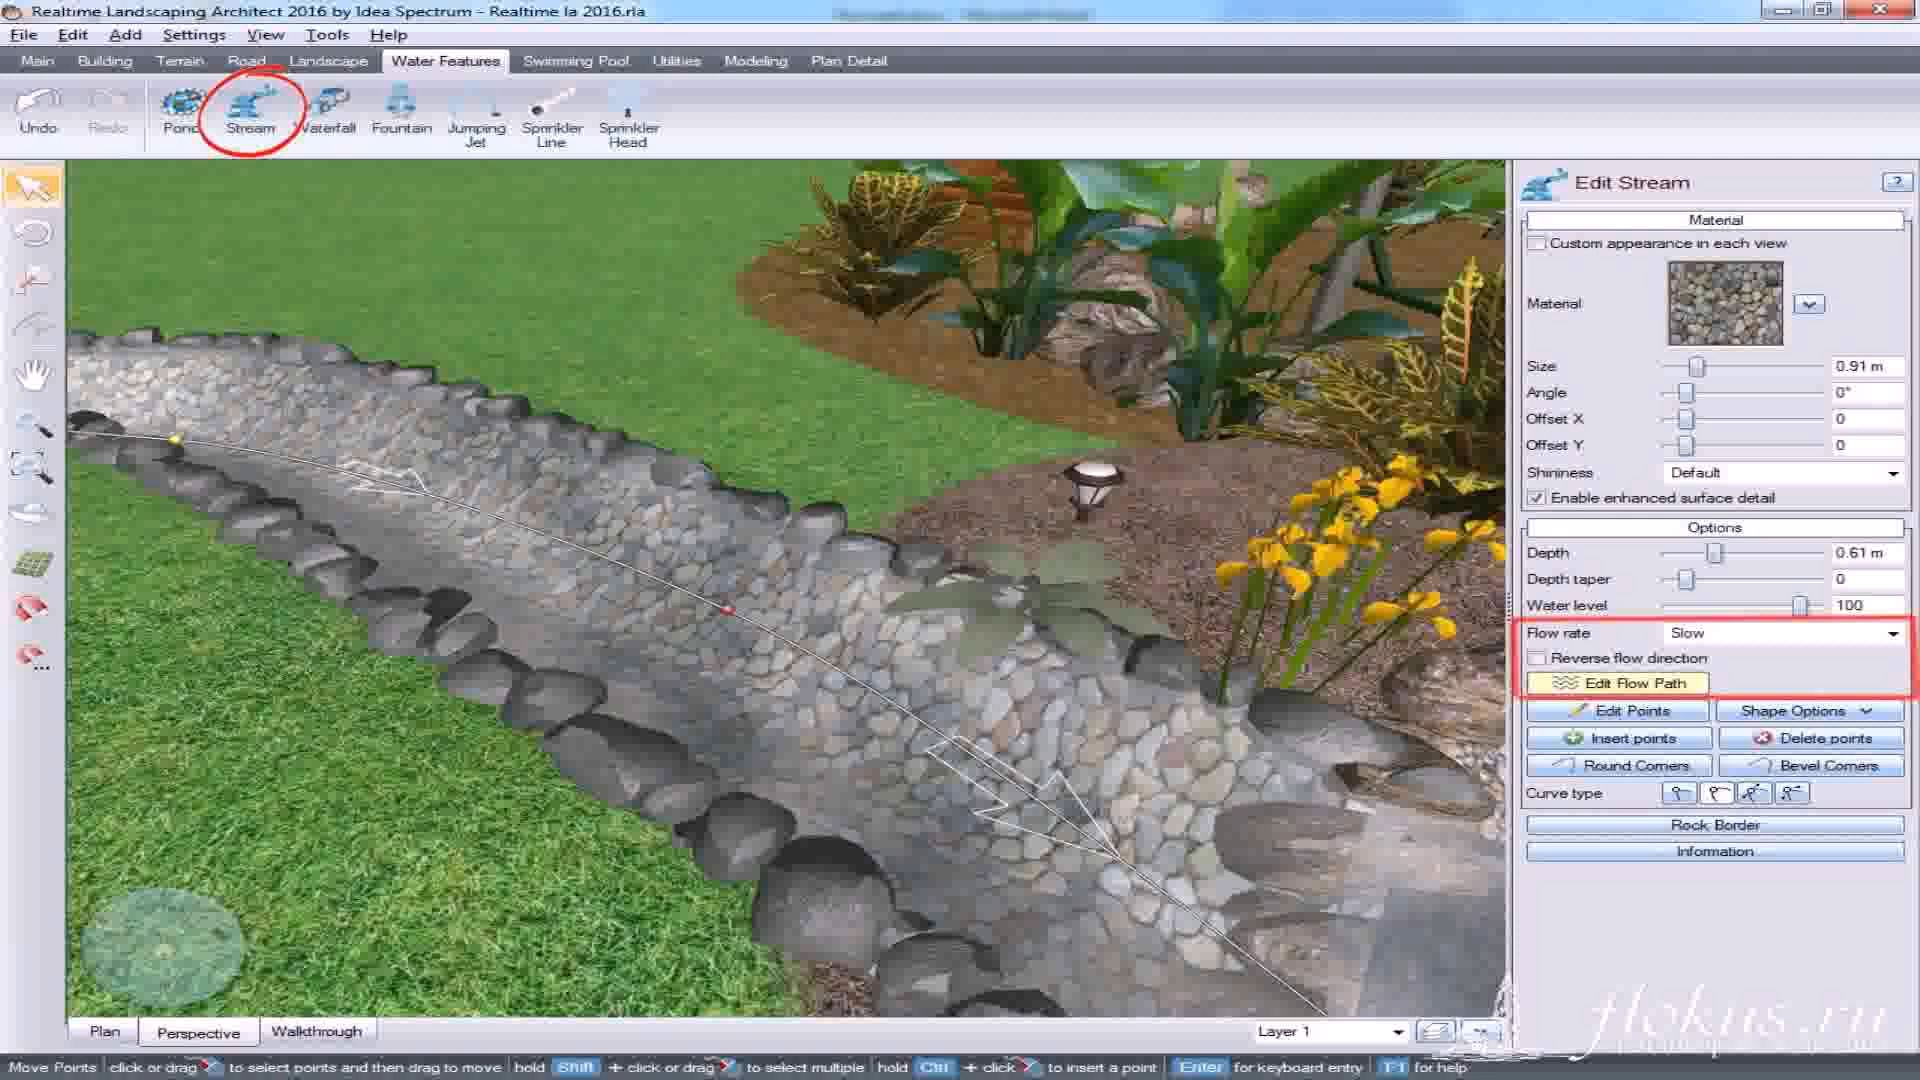 Realtime Landscaping Architect 2016 by Idea Spectrum - Realtime la 2016.rla
File Edit Add Settings View Tools Help
Main Building Terrain Road Landscape Water Features Swimming Pool Utilities Modeling Plan Detail
Undo Redo Pond Stream Waterfall Fountain Jumping Jet Sprinkler Line Sprinkler Head
Edit Stream
?
Material
Custom appearance in each view
Material
Size 0.91 m
Angle 0°
Offset X 0
Offset Y 0
Shininess Default
Enable enhanced surface detail
Options
Depth 0.61 m
Depth taper 0
Water level 100
Flow rate Slow
Reverse flow direction
Edit Flow Path
Edit Points Shape Options
Insert points Delete points
Round Corners Bevel Corners
Curve type
Rock Border
Information
Plan Perspective Walkthrough
Layer 1
flokus.ru
Move Points click or drag to select points and then drag to move hold Shift + click or drag to select multiple hold Ctrl + click to insert a point Enter for keyboard entry F1 for help